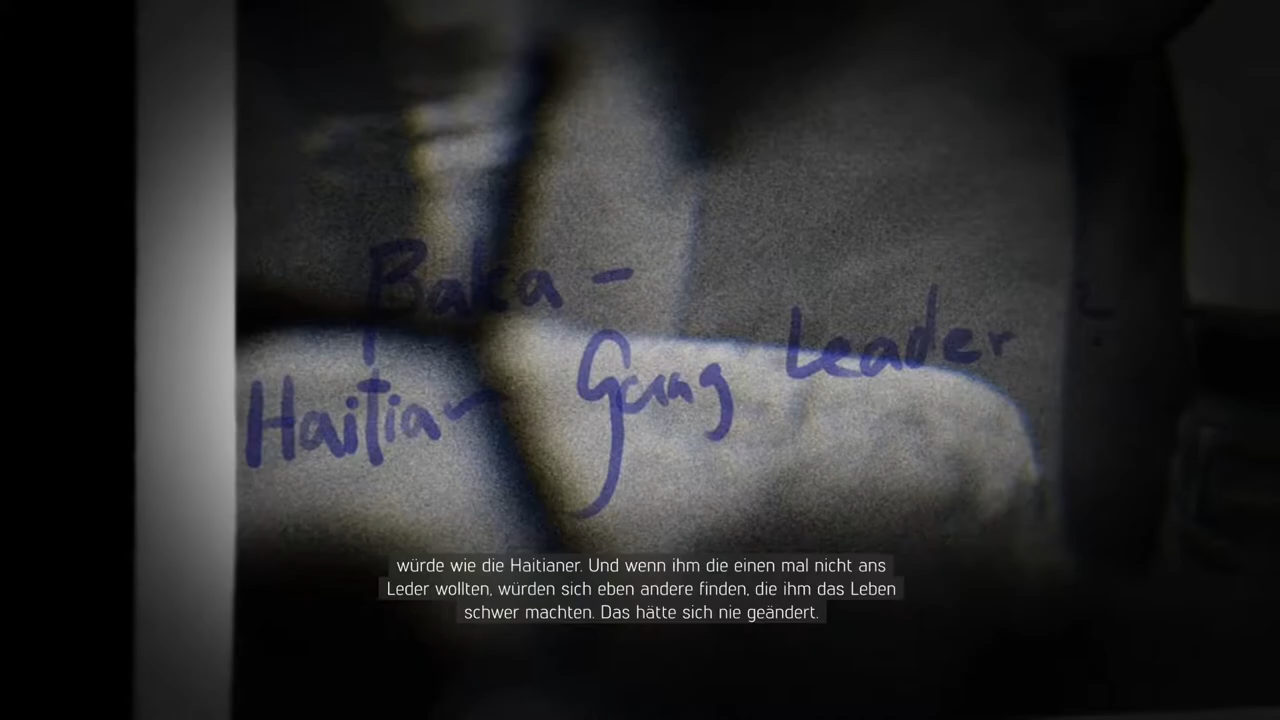 Baka -
Haitian Gang Leader
würde wie die Haitianer. Und wenn ihm die einen mal nicht ans
Leder wollten, würden sich eben andere finden, die ihm das Leben
schwer machten. Das hätte sich nie geändert.